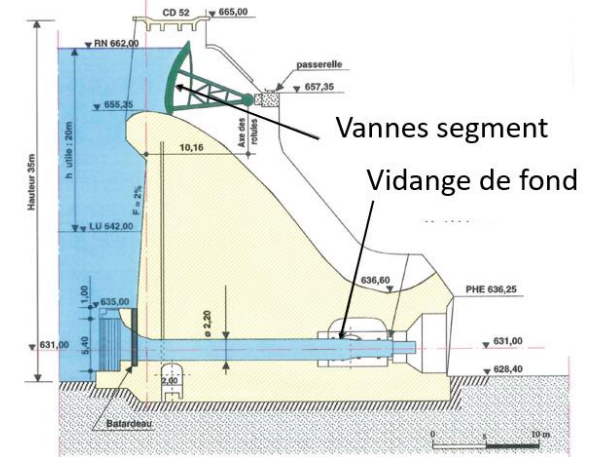 CD 52
665,00
RN 662,00
passerelle
657,35
655,35
Vannes segment
Axe des
rotules
10,16
Vidange de fond
h utile : 20m
Hauteur 35m
F = 2%
LU 642,00
636,60
PHE 636,25
635,00
1,00
ø 2,20
631,00
5,40
631,00
2,00
628,40
Batardeau
0
10 m